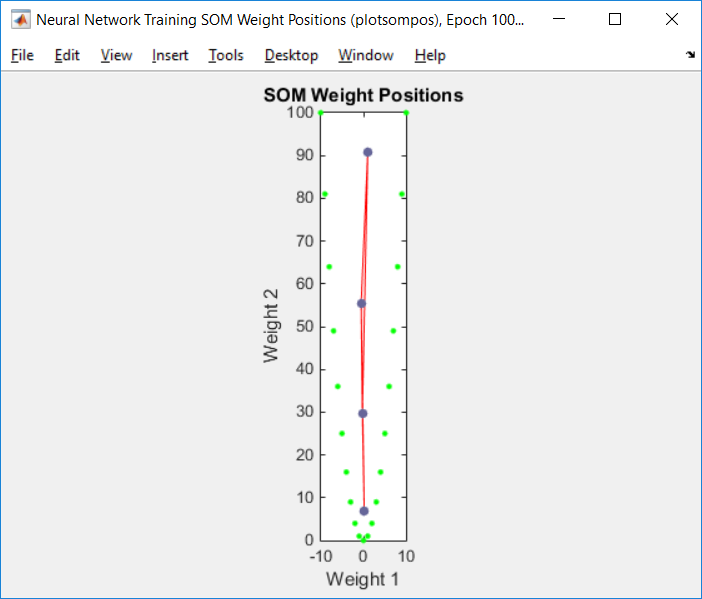 Neural Network Training SOM Weight Positions (plotsompos), Epoch 100...
File Edit View Insert Tools Desktop Window Help
SOM Weight Positions
100
90
80
70
60
50
40
30
20
10
0
Weight 2
-10 0 10
Weight 1